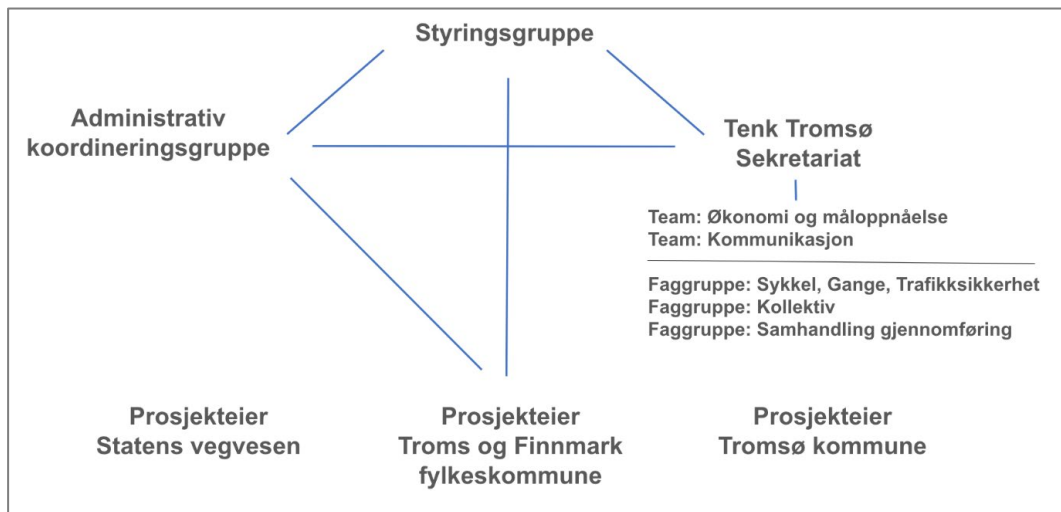 Styringsgruppe
Administrativ
koordineringsgruppe
Tenk Tromsø
Sekretariat
Team: Økonomi og måloppnåelse
Team: Kommunikasjon
Faggruppe: Sykkel, Gange, Trafikksikkerhet
Faggruppe: Kollektiv
Faggruppe: Samhandling gjennomføring
Prosjekteier
Statens vegvesen
Prosjekteier
Troms og Finnmark
fylkeskommune
Prosjekteier
Tromsø kommune